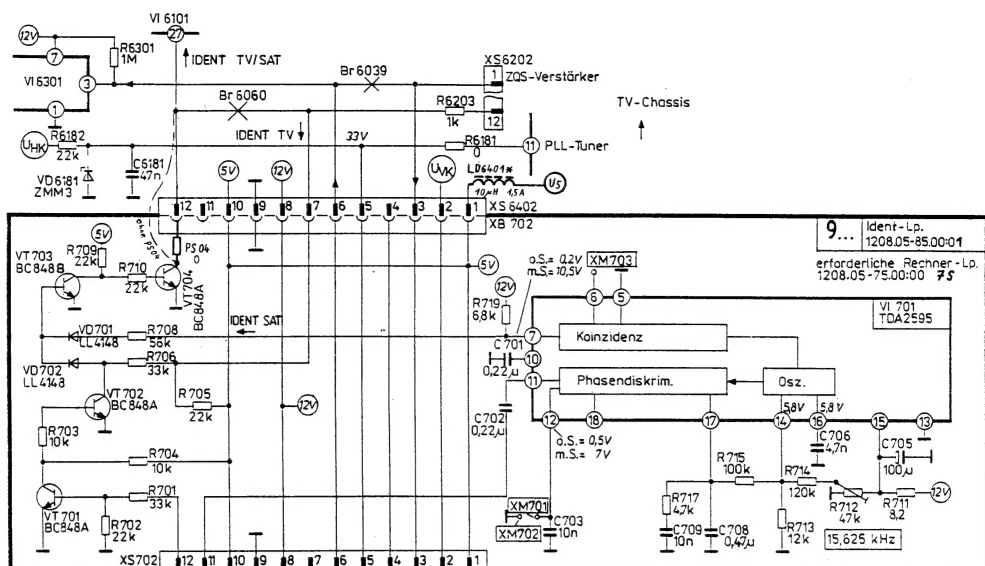 VI 6101
27
12V
R6301
1M
IDENT TV/SAT
7
VI 6301
3
1
Br 6039
XS6202
1
ZQS-Verstärker
12
Br 6060
R6203
1k
TV-Chassis
IDENT TV
33V
R6182
22k
UHK
C6181
47n
VD6181
ZMM3
R6181
0
11
PLL-Tuner
5V
12V
UVK
LD6401*
10µH 1,5A
U5
12 11 10 9 8 7 6 5 4 3 2 1
XS 6402
XB 702
ohne PS04
PS04
0
9...
Ident-Lp.
1208.05-85.00:01
erforderliche Rechner-Lp.
1208.05-75.00:00 75
5V
R709
22k
VT703
BC848B
R710
22k
VT704
BC848A
5V
o.S.= 0,2V
m.S.= 10,5V
XM703
12V
R719
6,8k
6
5
VI 701
TDA2595
IDENT SAT
VD701
LL4148
R708
56k
R706
33k
VD702
LL4148
C701
0,22µ
7
10
11
Koinzidenz
Phasendiskrim.
Osz.
VT702
BC848A
R705
22k
12V
C702
0,22µ
5,8V
5,8V
12
18
17
14
16
15
13
o.S.= 0,5V
m.S.= 7V
R703
10k
R704
10k
C706
4,7n
C705
100µ
R715
100k
R714
120k
R712
47k
R711
8,2
12V
VT701
BC848A
R701
33k
R702
22k
R717
4,7k
C709
10n
C708
0,47µ
R713
12k
15,625 kHz
XM701
XM702
C703
10n
XS702
12 11 10 9 8 7 6 5 4 3 2 1